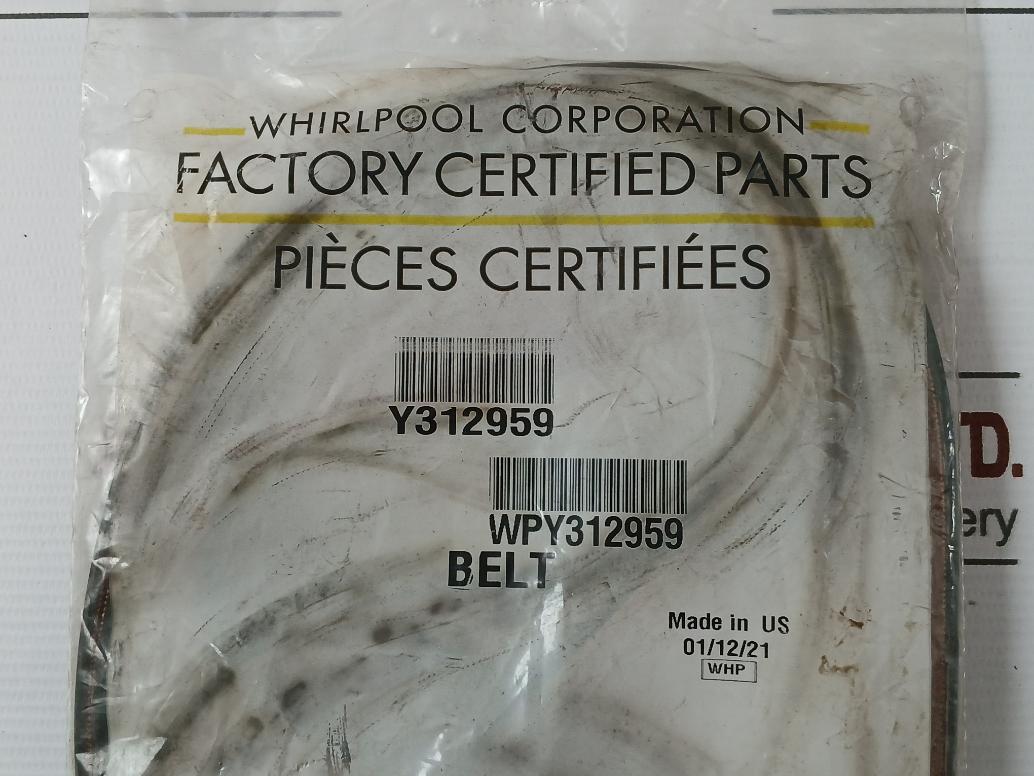 WHIRLPOOL CORPORATION
FACTORY CERTIFIED PARTS
PIÈCES CERTIFIÉES
Y312959
WPY312959
BELT
Made in US
01/12/21
WHP